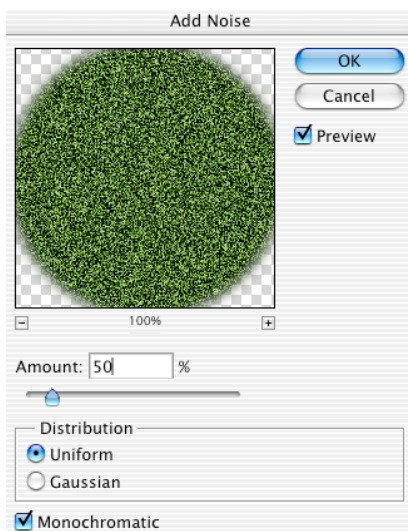 Add Noise
OK
Cancel
Preview
100%
Amount: 50 %
Distribution
Uniform
Gaussian
Monochromatic